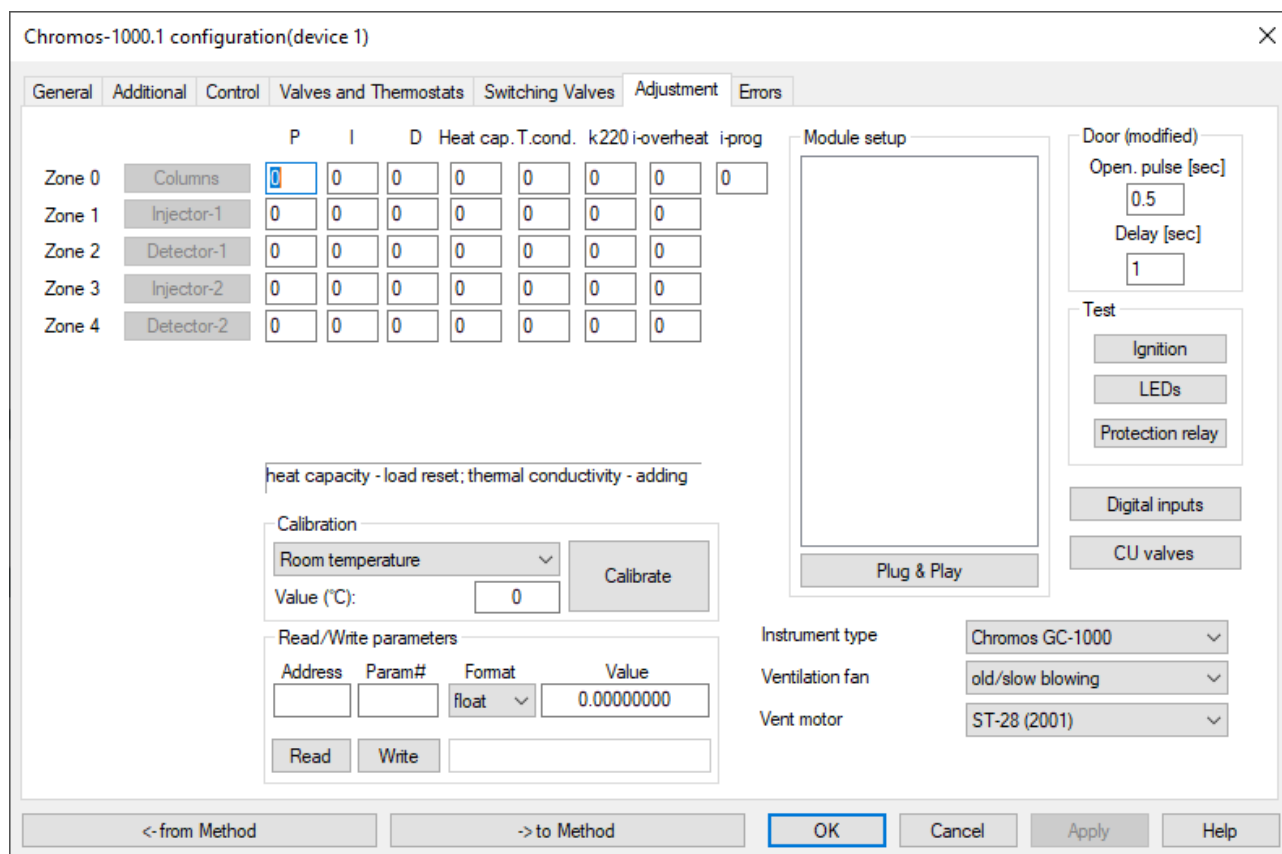 Chromos-1000.1 configuration(device 1)
General Additional Control Valves and Thermostats Switching Valves Adjustment Errors
P I D Heat cap. T.cond. k220 i-overheat i-prog
Zone 0 Columns 0 0 0 0 0 0 0 0
Zone 1 Injector-1 0 0 0 0 0 0 0
Zone 2 Detector-1 0 0 0 0 0 0 0
Zone 3 Injector-2 0 0 0 0 0 0 0
Zone 4 Detector-2 0 0 0 0 0 0 0
heat capacity - load reset; thermal conductivity - adding
Calibration
Room temperature
Value (°C): 0
Calibrate
Read/Write parameters
Address Param# Format Value
float 0.00000000
Read Write
Module setup
Plug & Play
Door (modified)
Open. pulse [sec]
0.5
Delay [sec]
1
Test
Ignition
LEDs
Protection relay
Digital inputs
CU valves
Instrument type Chromos GC-1000
Ventilation fan old/slow blowing
Vent motor ST-28 (2001)
<-from Method ->to Method OK Cancel Apply Help